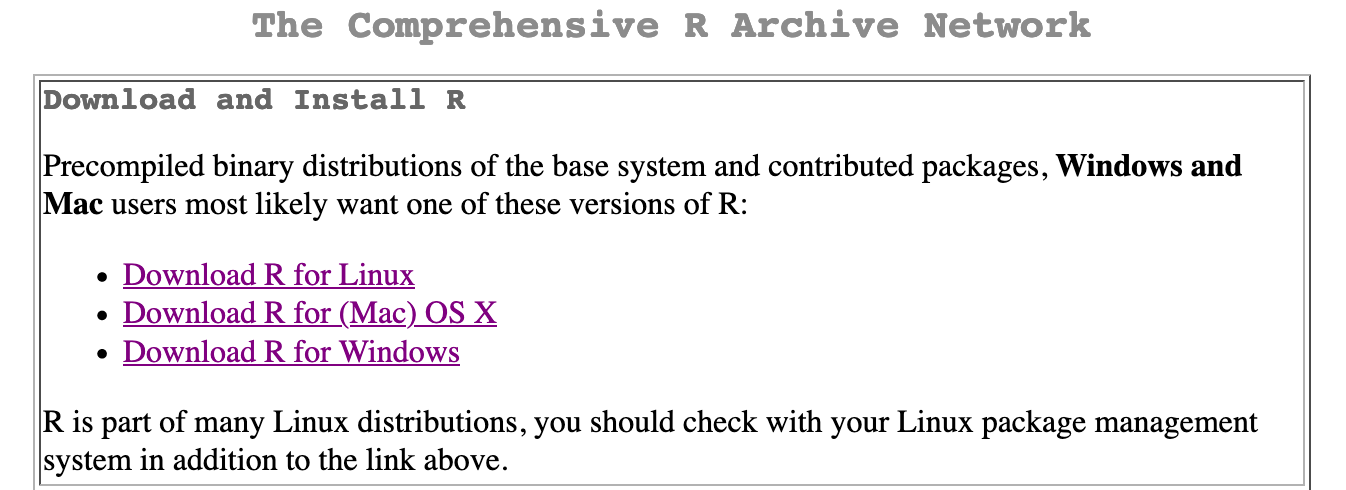 The Comprehensive R Archive Network
Download and Install R
Precompiled binary distributions of the base system and contributed packages, Windows and
Mac users most likely want one of these versions of R:
• Download R for Linux
• Download R for (Mac) OS X
• Download R for Windows
R is part of many Linux distributions, you should check with your Linux package management
system in addition to the link above.